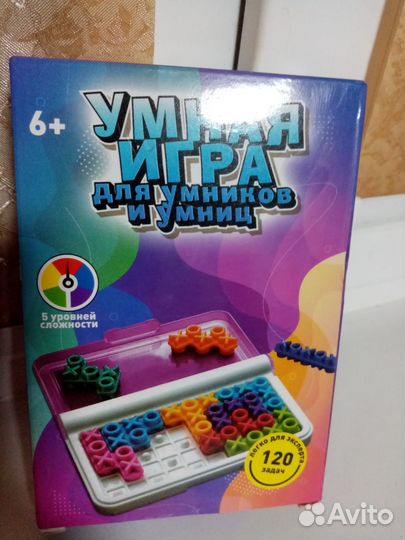 6+
УМНАЯ
ИГРА
для умников
и умниц
5 уровней
сложности
легко для эксперта
120
задач
Avito